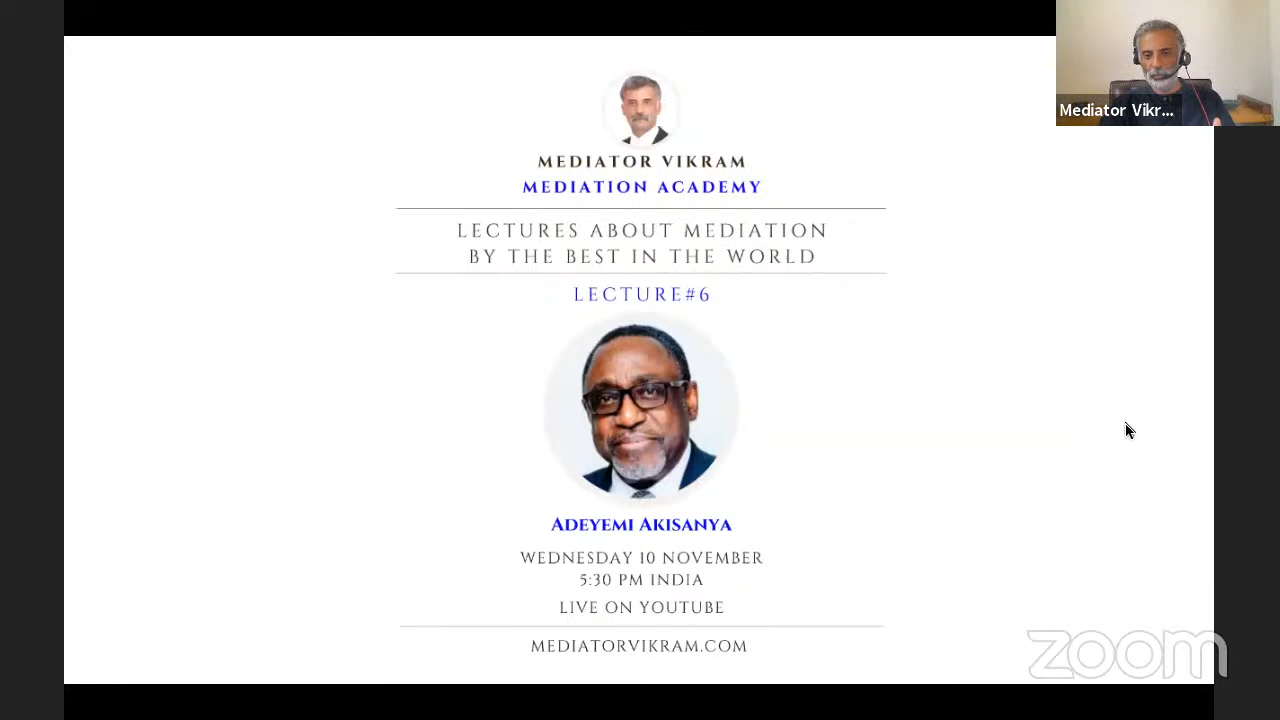 MEDIATOR VIKRAM
MEDIATION ACADEMY
LECTURES ABOUT MEDIATION
BY THE BEST IN THE WORLD
LECTURE#6
ADEYEMI AKISANYA
WEDNESDAY 10 NOVEMBER
5:30 PM INDIA
LIVE ON YOUTUBE
MEDIATORVIKRAM.COM
Mediator Vikr...
zoom